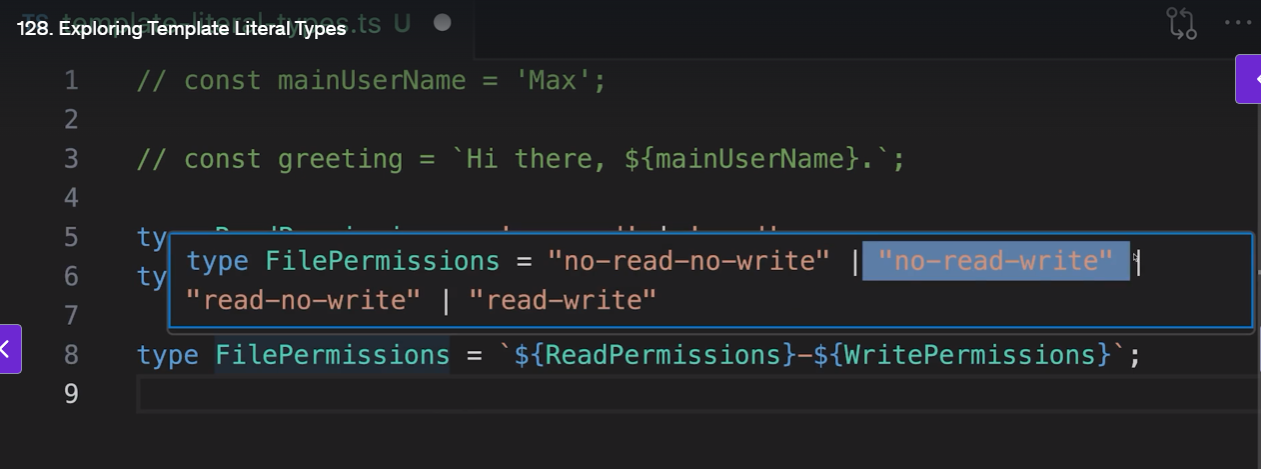 128. Exploring Template Literal Types
TS template-literal-types.ts U
1 // const mainUserName = 'Max';
2
3 // const greeting = `Hi there, ${mainUserName}.`;
4
5 ty
type FilePermissions = "no-read-no-write" | "no-read-write" |
6 ty
"read-no-write" | "read-write"
7
8 type FilePermissions = `${ReadPermissions}-${WritePermissions}`;
9